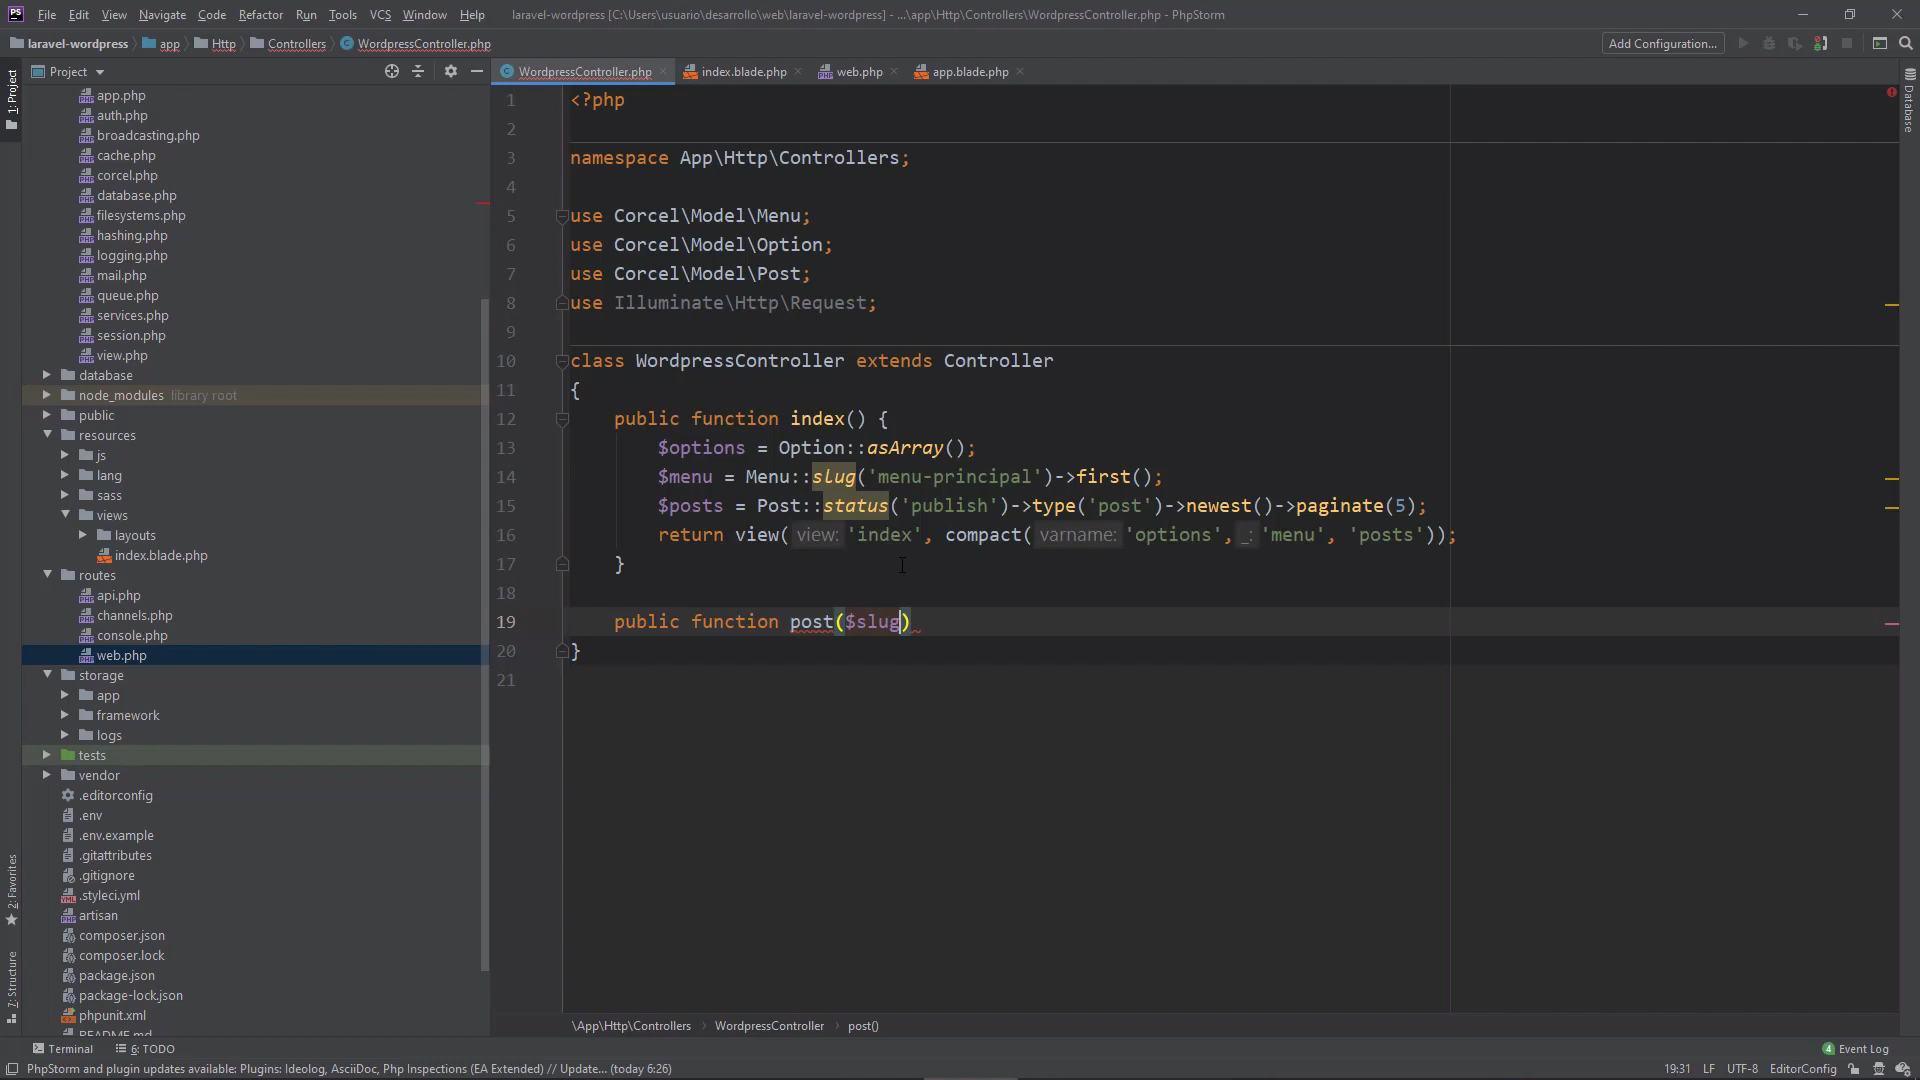 File Edit View Navigate Code Refactor Run Tools VCS Window Help laravel-wordpress [C:\Users\usuario\desarrollo\web\laravel-wordpress] - ...\app\Http\Controllers\WordpressController.php - PhpStorm
laravel-wordpress app Http Controllers WordpressController.php Add Configuration...
Project
WordpressController.php index.blade.php web.php app.blade.php
1: Project
2: Favorites
7: Structure
Database
app.php
auth.php
broadcasting.php
cache.php
corcel.php
database.php
filesystems.php
hashing.php
logging.php
mail.php
queue.php
services.php
session.php
view.php
database
node_modules library root
public
resources
js
lang
sass
views
layouts
index.blade.php
routes
api.php
channels.php
console.php
web.php
storage
app
framework
logs
tests
vendor
.editorconfig
.env
.env.example
.gitattributes
.gitignore
.styleci.yml
artisan
composer.json
composer.lock
package.json
package-lock.json
phpunit.xml
README.md
1 <?php
2
3 namespace App\Http\Controllers;
4
5 use Corcel\Model\Menu;
6 use Corcel\Model\Option;
7 use Corcel\Model\Post;
8 use Illuminate\Http\Request;
9
10 class WordpressController extends Controller
11 {
12 public function index() {
13 $options = Option::asArray();
14 $menu = Menu::slug('menu-principal')->first();
15 $posts = Post::status('publish')->type('post')->newest()->paginate(5);
16 return view( view: 'index', compact( varname: 'options', _: 'menu', 'posts'));
17 }
18
19 public function post($slug)
20 }
21
\App\Http\Controllers › WordpressController › post()
Terminal 6: TODO 4 Event Log
PhpStorm and plugin updates available: Plugins: Ideolog, AsciiDoc, Php Inspections (EA Extended) // Update... (today 6:26) 19:31 LF UTF-8 EditorConfig